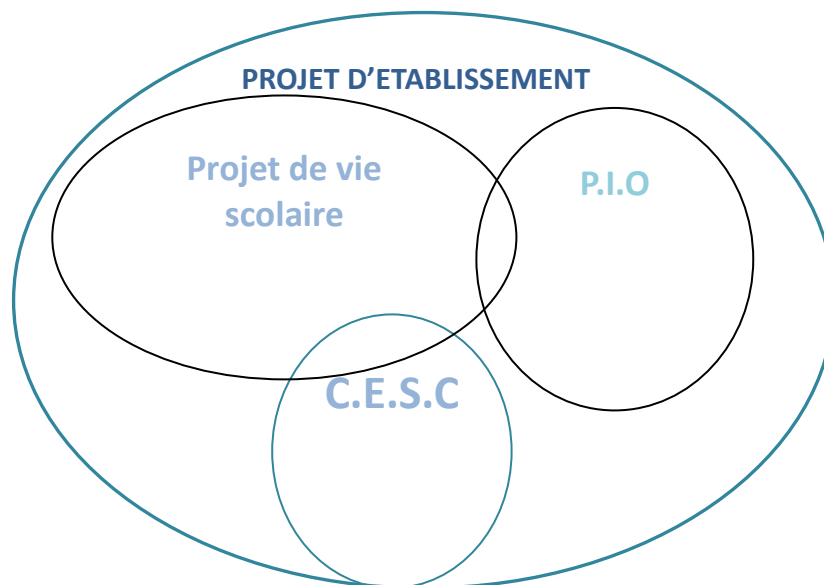 PROJET D’ETABLISSEMENT
Projet de vie
scolaire
P.I.O
C.E.S.C